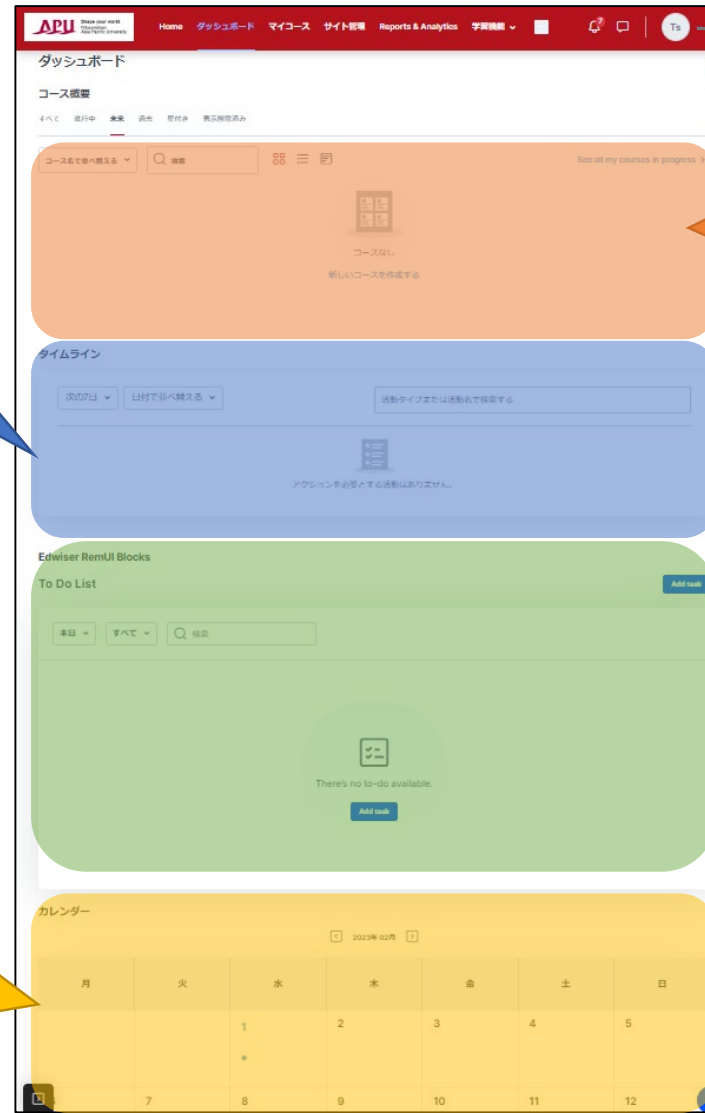 APU Shape your world
Ritsumeikan
Asia Pacific University
Home ダッシュボード マイコース サイト管理 Reports & Analytics 学習機能 7 Ts
ダッシュボード
コース概要
すべて 進行中 未来 過去 星付き 表示解除済み
コース名で並べ替える 検索 See all my courses in progress
コースなし
新しいコースを作成する
タイムライン
次の7日 日付で並べ替える 活動タイプまたは活動名で検索する
アクションを必要とする活動はありません。
Edwiser RemUI Blocks
To Do List Add task
本日 すべて 検索
There's no to-do available.
Add task
カレンダー
2023年 02月
月 火 水 木 金 土 日
1 2 3 4 5
7 8 9 10 11 12